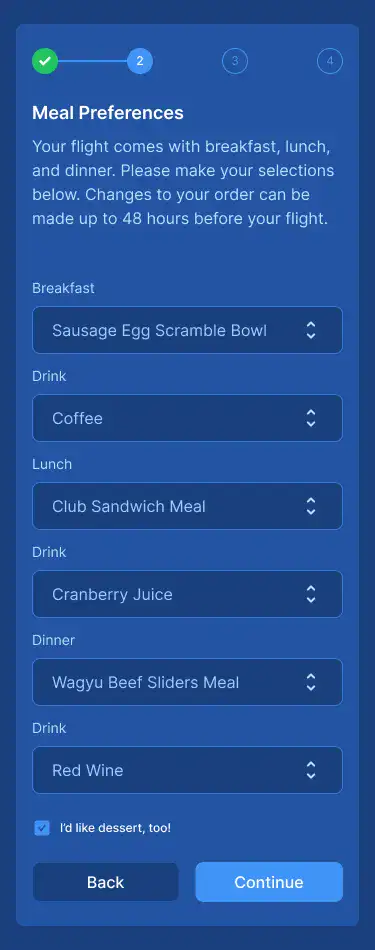 2
3
4
Meal Preferences
Your flight comes with breakfast, lunch,
and dinner. Please make your selections
below. Changes to your order can be
made up to 48 hours before your flight.
Breakfast
Sausage Egg Scramble Bowl
Drink
Coffee
Lunch
Club Sandwich Meal
Drink
Cranberry Juice
Dinner
Wagyu Beef Sliders Meal
Drink
Red Wine
I'd like dessert, too!
Back
Continue